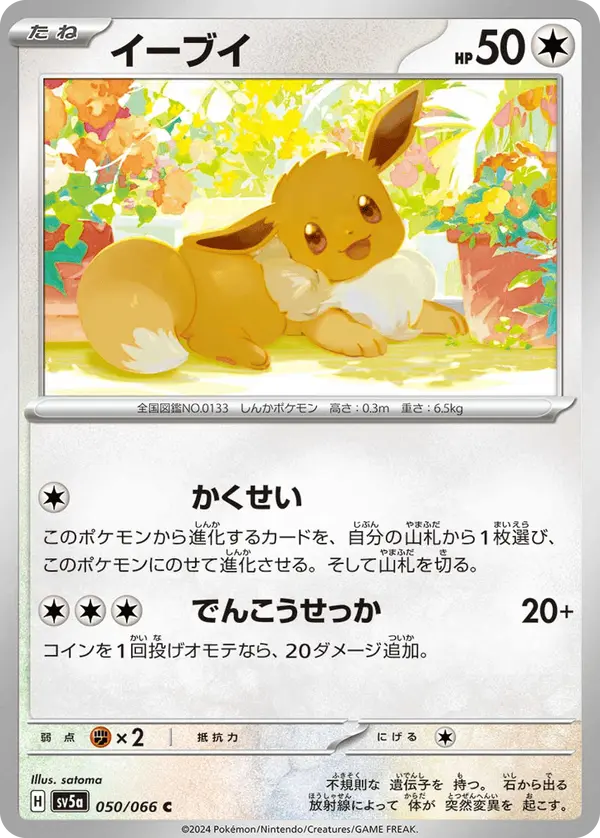 たね イーブイ HP50
全国図鑑NO.0133 しんかポケモン 高さ:0.3m 重さ:6.5kg
かくせい
このポケモンから進化するカードを、自分の山札から1枚選び、
このポケモンにのせて進化させる。そして山札を切る。
でんこうせっか 20+
コインを1回投げオモテなら、20ダメージ追加。
弱点 ×2 抵抗力 にげる
Illus. satoma
H sv5a 050/066 C
不規則な 遺伝子を 持つ。 石から出る
放射線によって 体が 突然変異を 起こす。
©2024 Pokémon/Nintendo/Creatures/GAME FREAK.